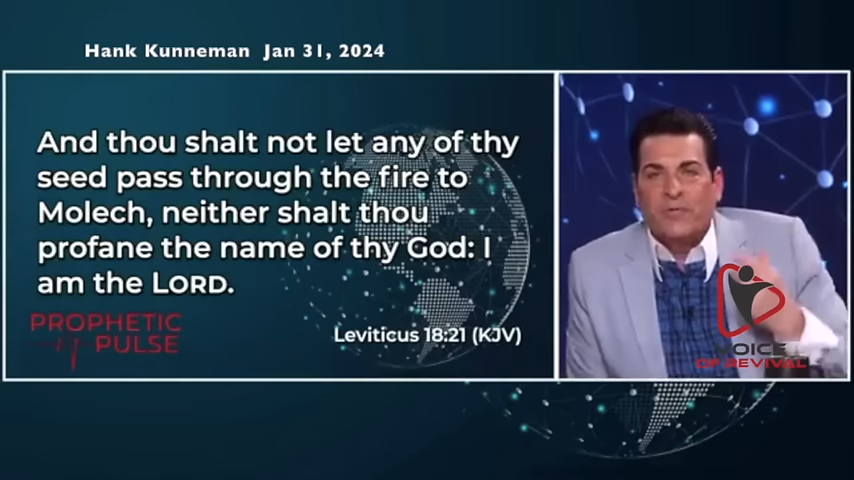 Hank Kunneman Jan 31, 2024
And thou shalt not let any of thy
seed pass through the fire to
Molech, neither shalt thou
profane the name of thy God: I
am the LORD.
PROPHETIC
PULSE
Leviticus 18:21 (KJV)
VOICE
OF REVIVAL